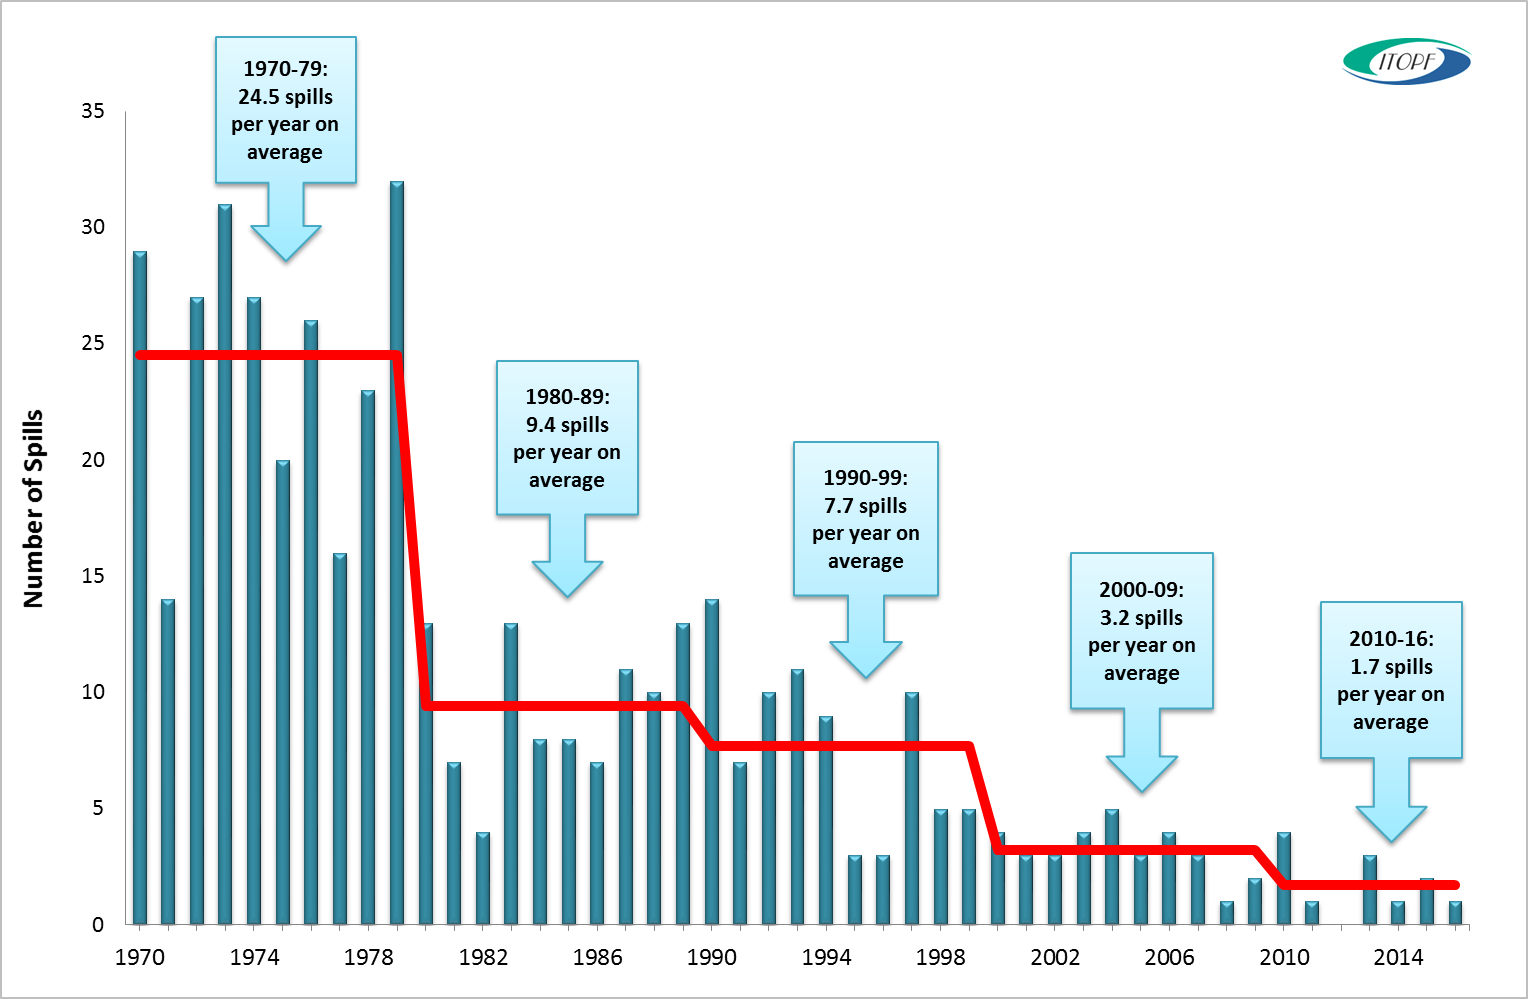 ITOPF
1970-79:
24.5 spills
per year on
average
1980-89:
9.4 spills
per year on
average
1990-99:
7.7 spills
per year on
average
2000-09:
3.2 spills
per year on
average
2010-16:
1.7 spills
per year on
average
Number of Spills
35
30
25
20
15
10
5
0
1970 1974 1978 1982 1986 1990 1994 1998 2002 2006 2010 2014